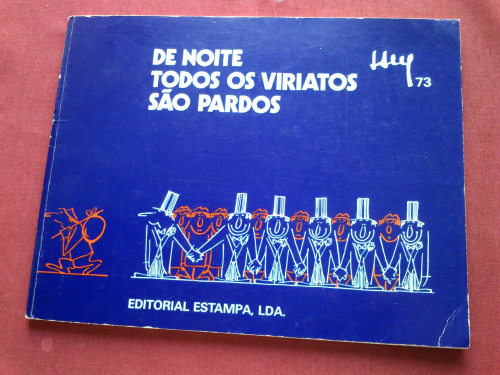 DE NOITE
TODOS OS VIRIATOS
SÃO PARDOS
73
EDITORIAL ESTAMPA, LDA.